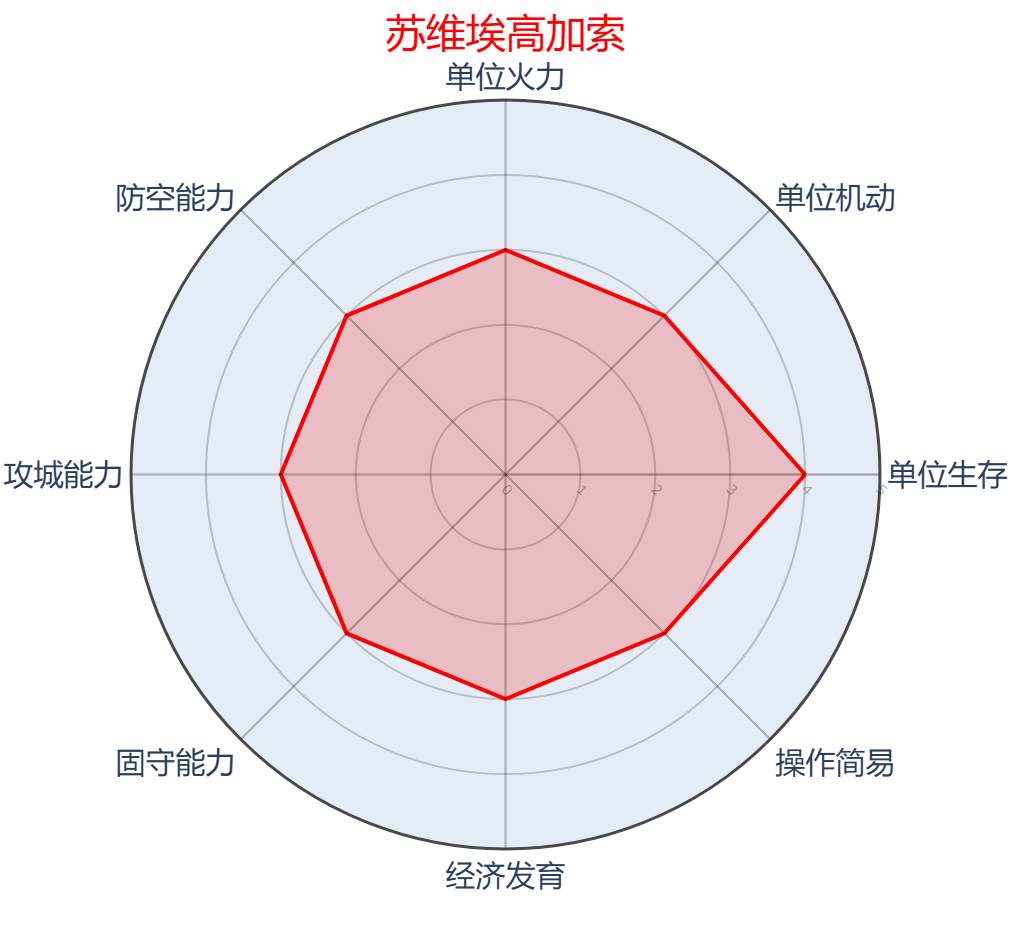 苏维埃高加索
单位火力
防空能力
单位机动
攻城能力
单位生存
0 1 2 3 4 5
固守能力
操作简易
经济发育